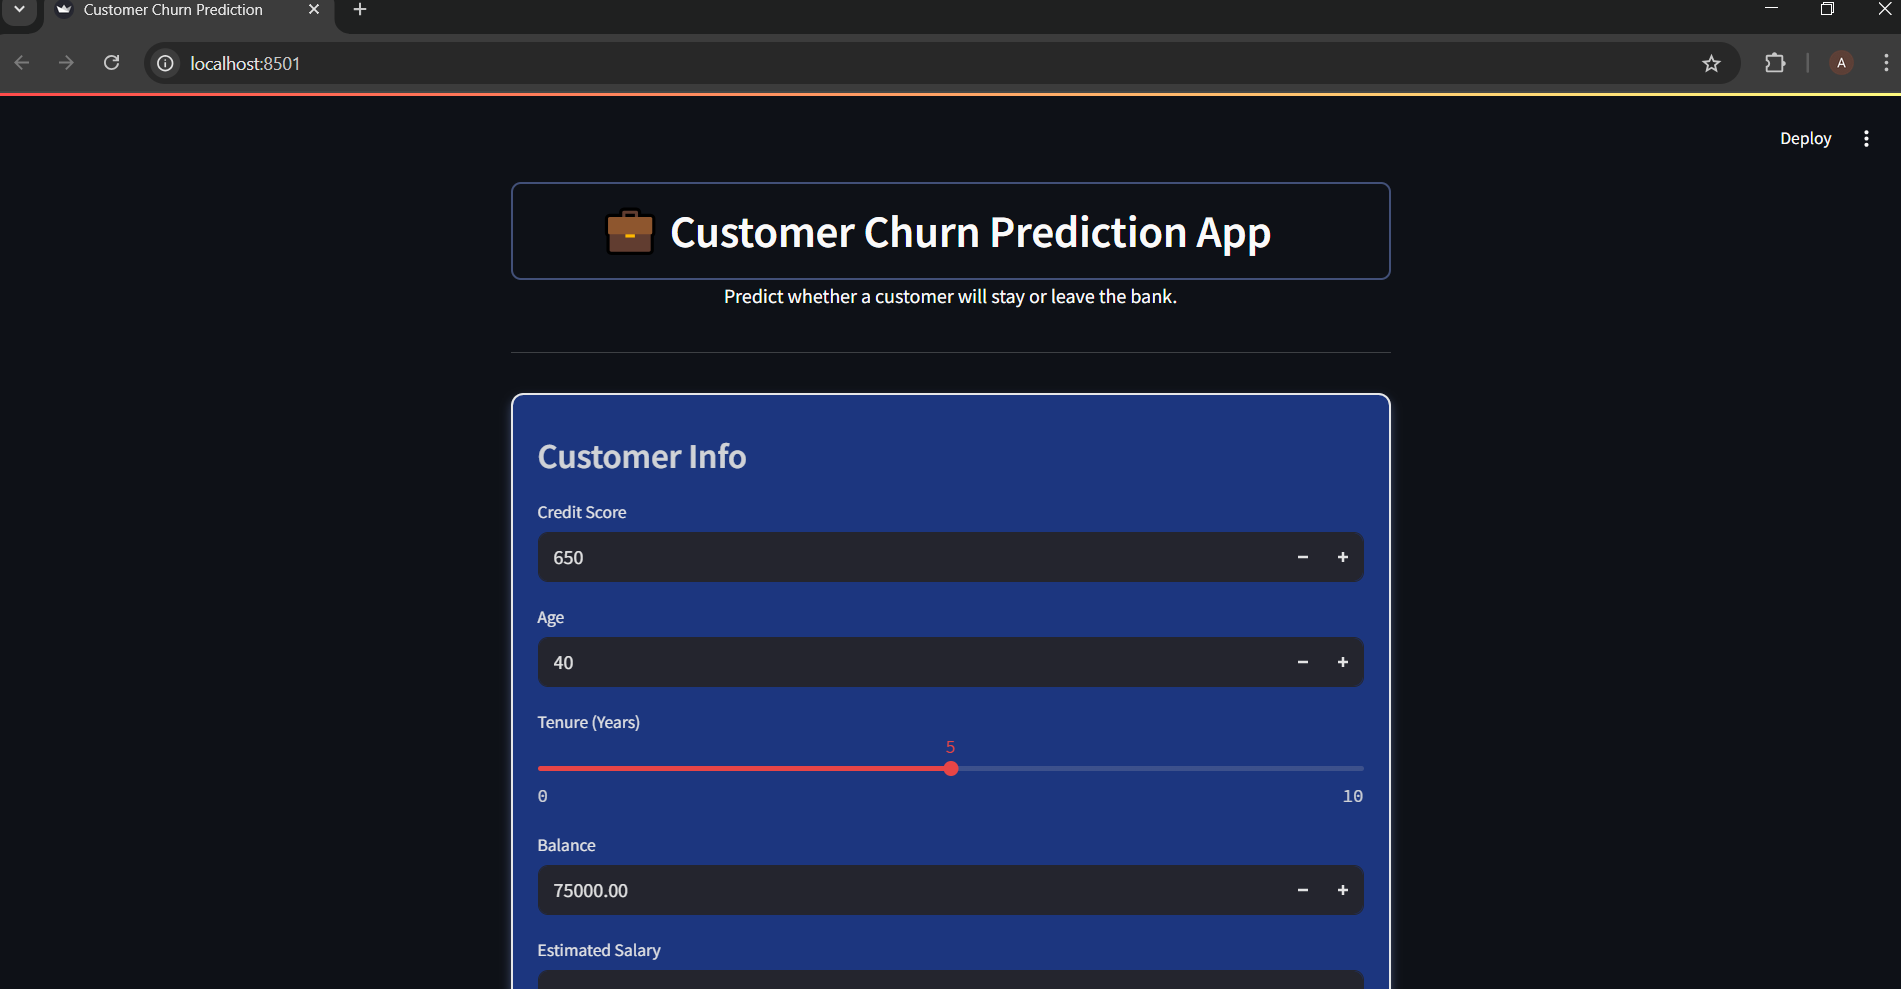 Customer Churn Prediction
localhost:8501
A
Deploy
Customer Churn Prediction App
Predict whether a customer will stay or leave the bank.
Customer Info
Credit Score
650
Age
40
Tenure (Years)
5
0 10
Balance
75000.00
Estimated Salary